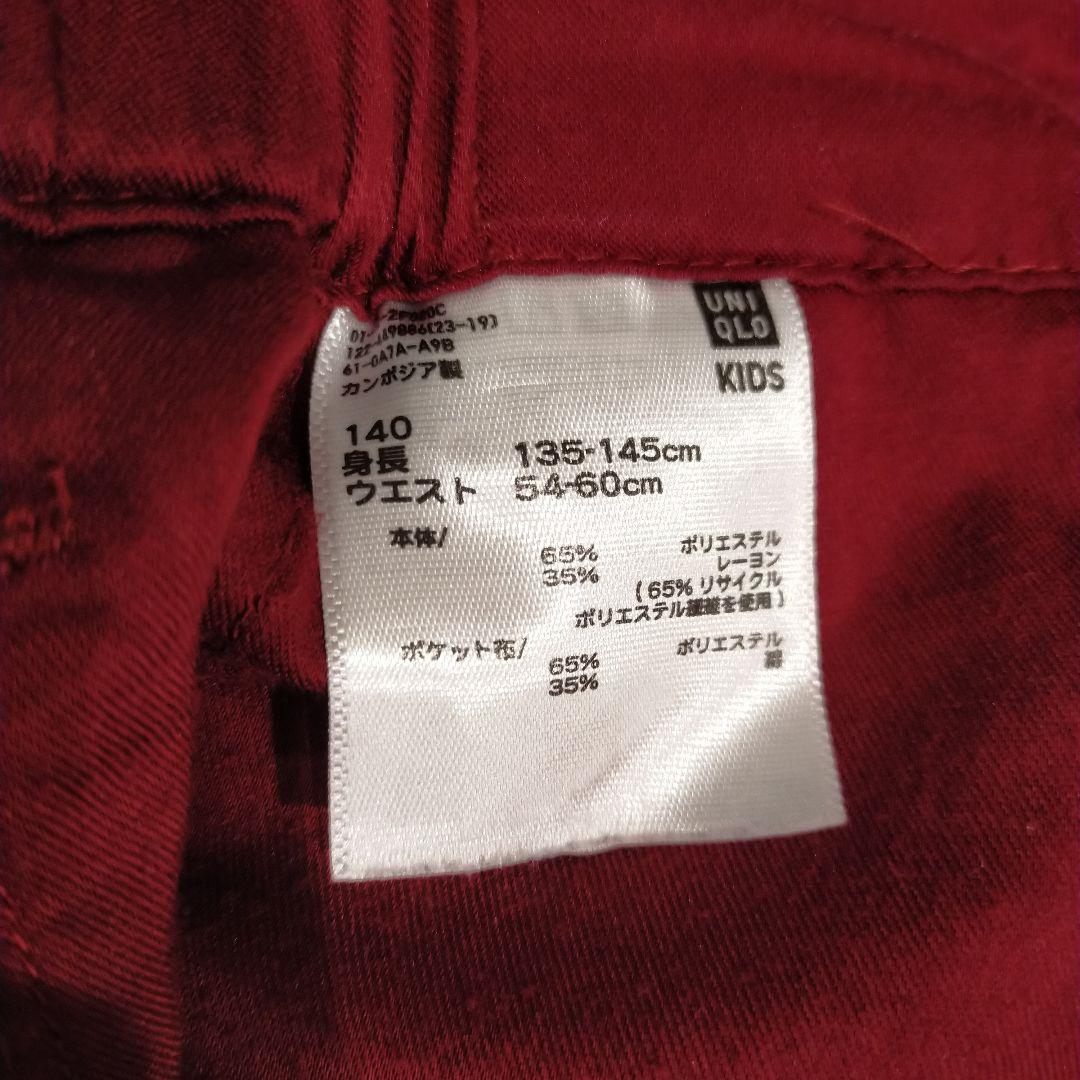 UNI
QLO
KIDS
61-GA7A-A9B
カンボジア製
140
身長 135-145cm
ウエスト 54-60cm
本体/
65% ポリエステル
35% レーヨン
(65% リサイクル
ポリエステル繊維を使用)
ポケット布/
65% ポリエステル
35% 綿